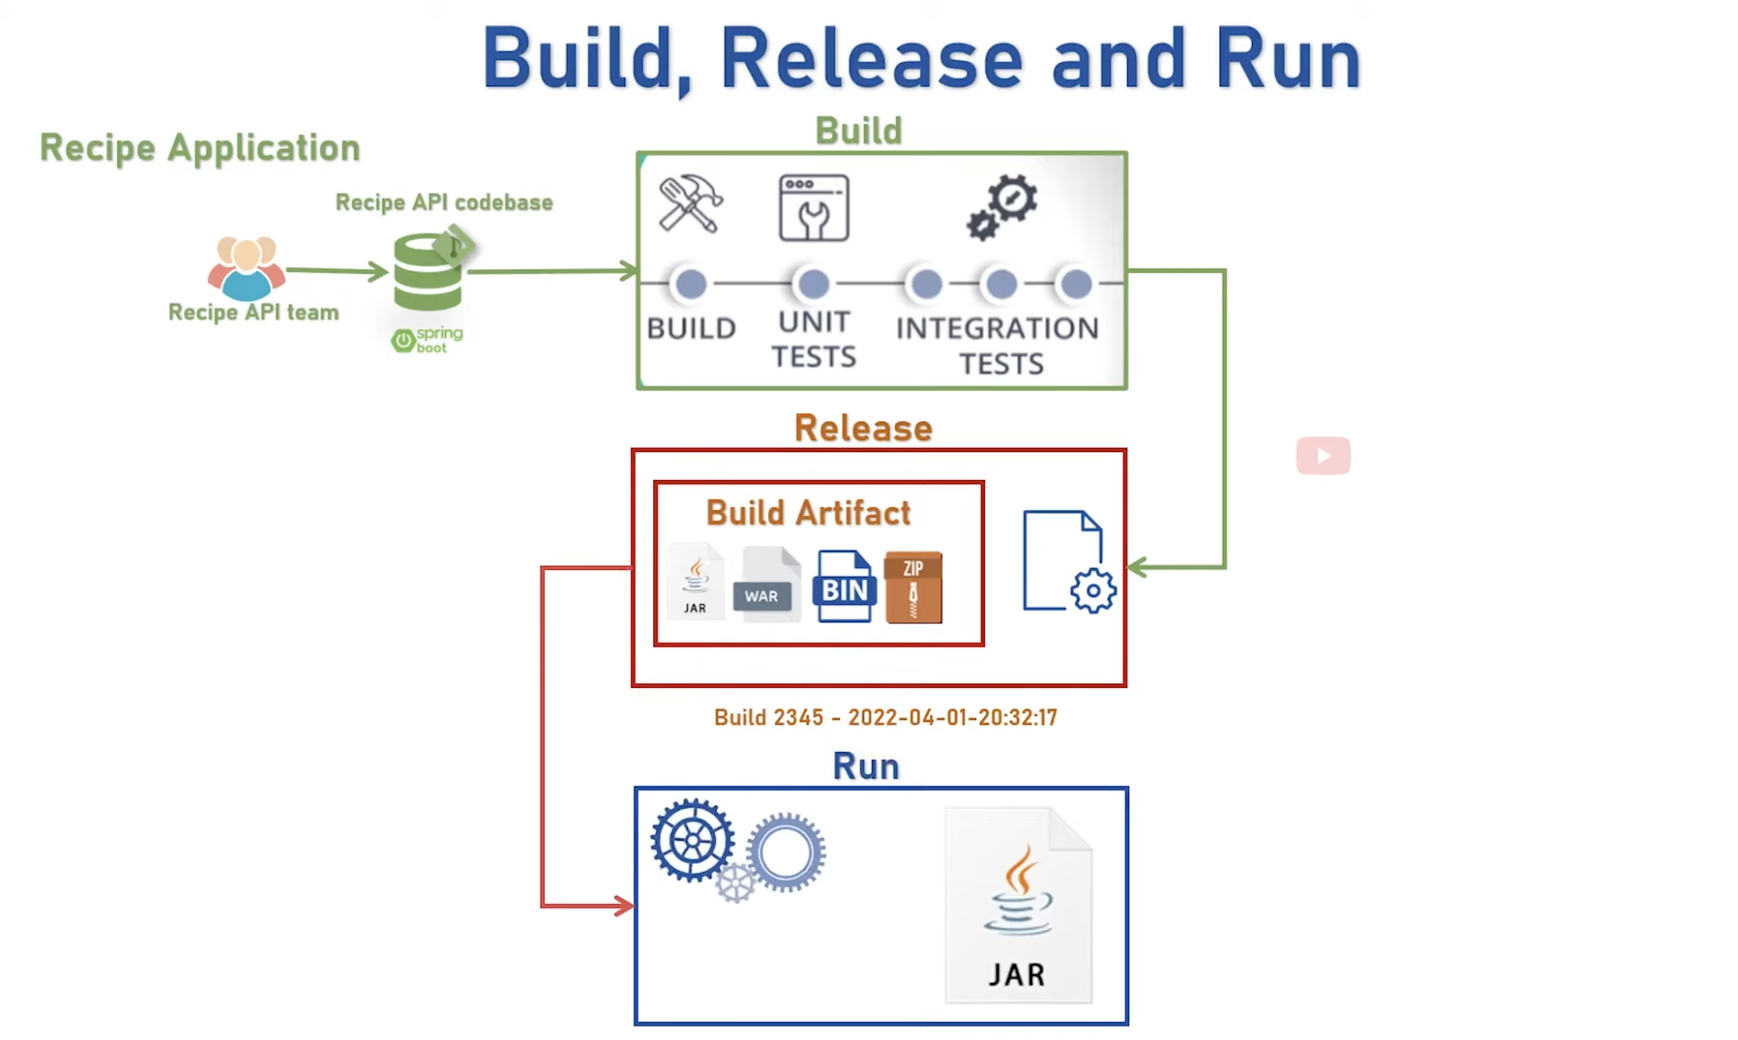 Build, Release and Run
Recipe Application
Build
Recipe API codebase
Recipe API team
spring
boot
BUILD
UNIT
TESTS
INTEGRATION
TESTS
Release
Build Artifact
JAR
WAR
BIN
ZIP
Build 2345 - 2022-04-01-20:32:17
Run
JAR